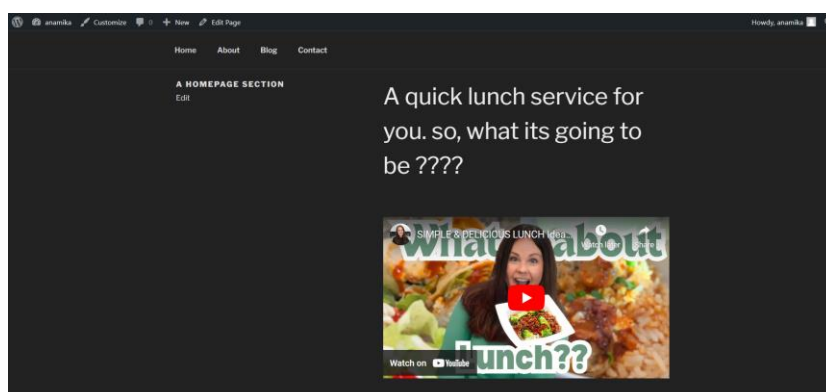 anamika Customize 0 New Edit Page Howdy, anamika
Home About Blog Contact
A HOMEPAGE SECTION
Edit
A quick lunch service for
you. so, what its going to
be ????
SIMPLE & DELICIOUS LUNCH Idea...
Watch later Share
What about
lunch??
Watch on YouTube